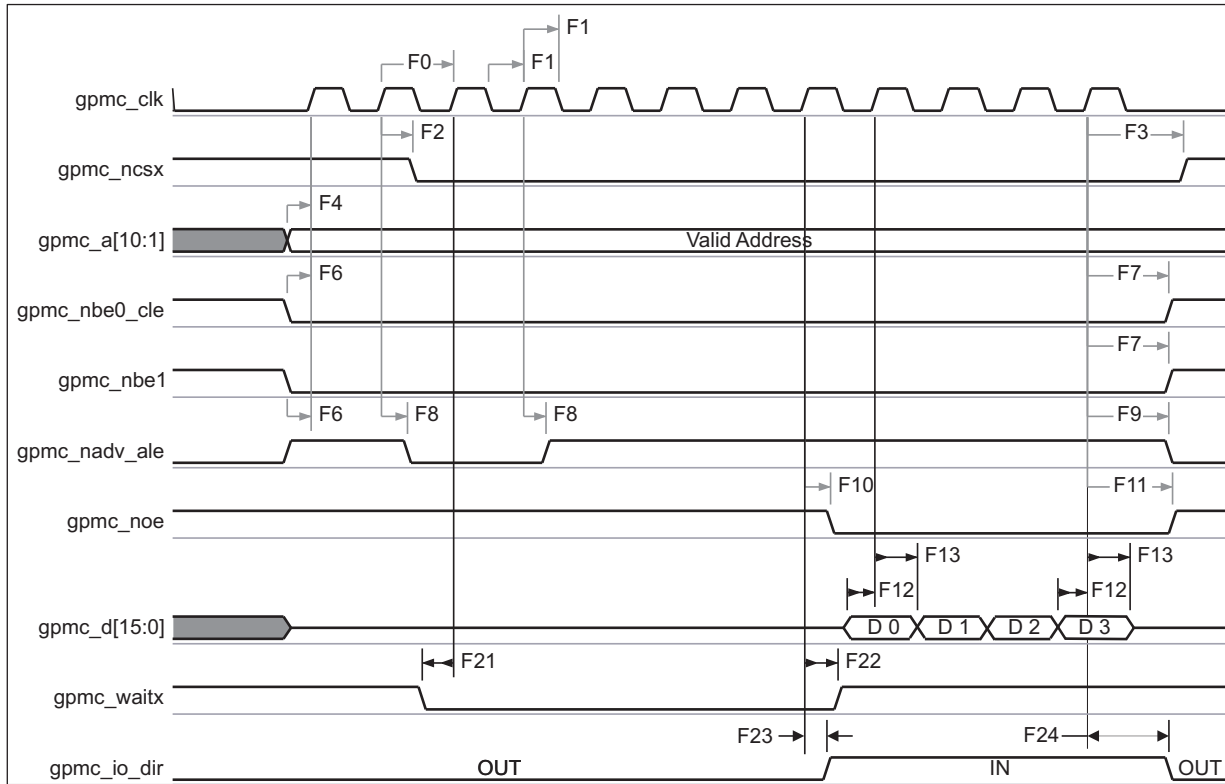 F1
F0 F1
gpmc_clk
F2 F3
gpmc_ncsx
F4
gpmc_a[10:1] Valid Address
F6 F7
gpmc_nbe0_cle
F7
gpmc_nbe1
F6 F8 F8 F9
gpmc_nadv_ale
F10 F11
gpmc_noe
F13 F13
F12 F12
gpmc_d[15:0] D 0 D 1 D 2 D 3
F21 F22
gpmc_waitx
F23 F24
gpmc_io_dir OUT IN OUT